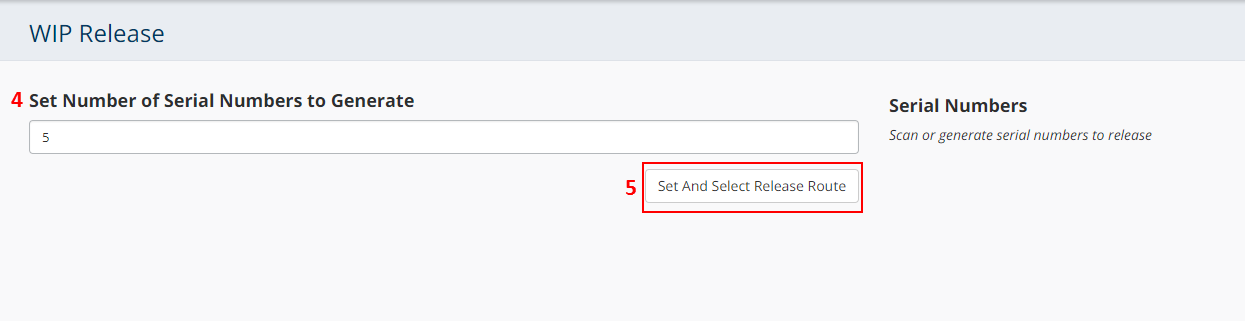 WIP Release
4 Set Number of Serial Numbers to Generate
5
5 Set And Select Release Route
Serial Numbers
Scan or generate serial numbers to release